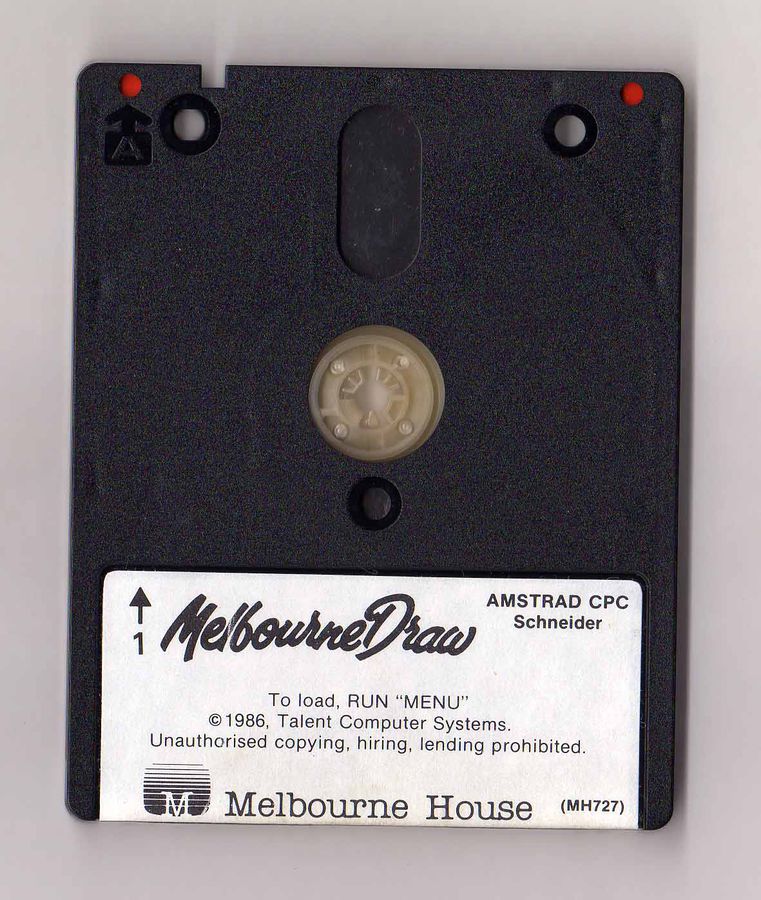 A
MelbourneDraw
AMSTRAD CPC
Schneider
1
To load, RUN “MENU”
©1986, Talent Computer Systems.
Unauthorised copying, hiring, lending prohibited.
M
Melbourne House
(MH727)